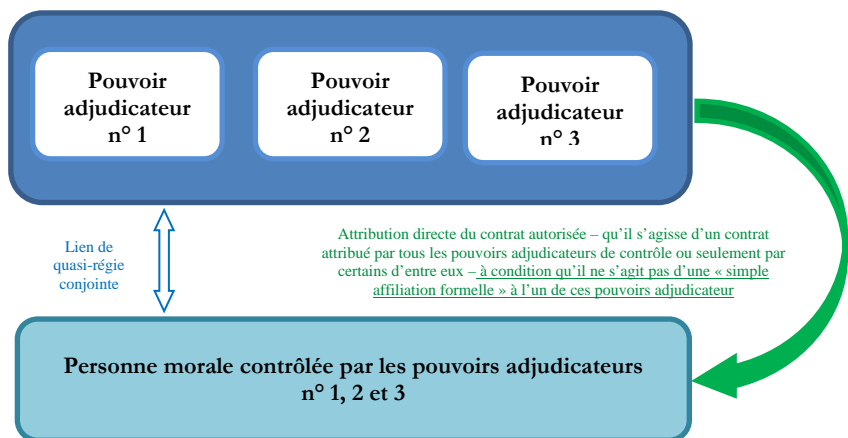 Pouvoir
adjudicateur
n° 1
Pouvoir
adjudicateur
n° 2
Pouvoir
adjudicateur
n° 3
Lien de
quasi-régie
conjointe
Attribution directe du contrat autorisée – qu'il s'agisse d'un contrat
attribué par tous les pouvoirs adjudicateurs de contrôle ou seulement par
certains d'entre eux – à condition qu'il ne s'agit pas d'une « simple
affiliation formelle » à l'un de ces pouvoirs adjudicateur
Personne morale contrôlée par les pouvoirs adjudicateurs
n° 1, 2 et 3